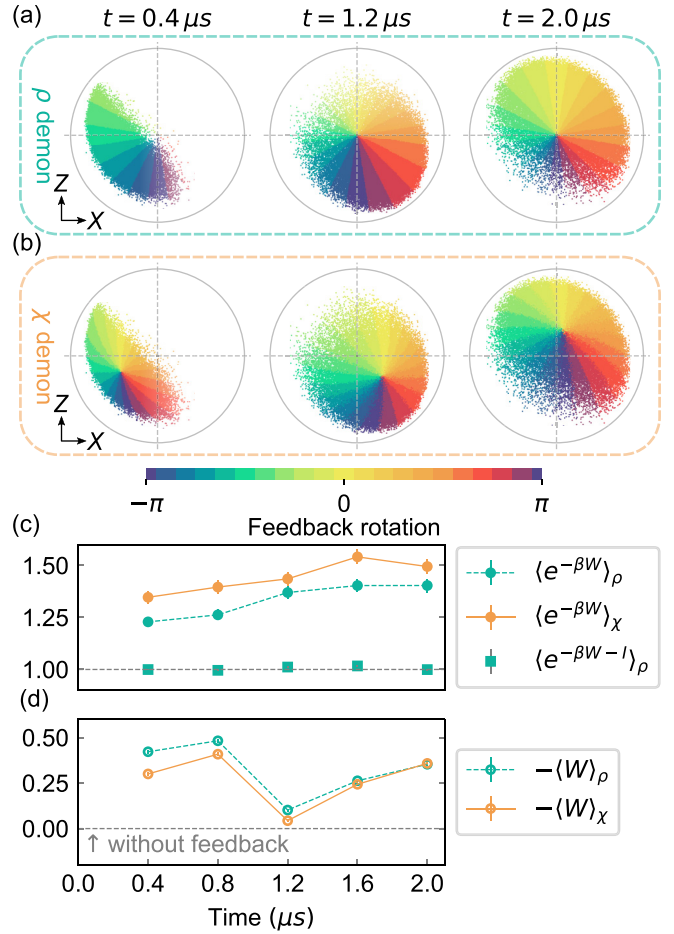 (a)
t = 0.4 μs
t = 1.2 μs
t = 2.0 μs
ρ demon
Z
X
(b)
χ demon
Z
X
−π
0
π
Feedback rotation
(c)
1.50
1.25
1.00
⟨e^{−βW}⟩_ρ
⟨e^{−βW}⟩_χ
⟨e^{−βW−I}⟩_ρ
(d)
0.50
0.25
0.00
↑ without feedback
−⟨W⟩_ρ
−⟨W⟩_χ
0.0 0.4 0.8 1.2 1.6 2.0
Time (μs)